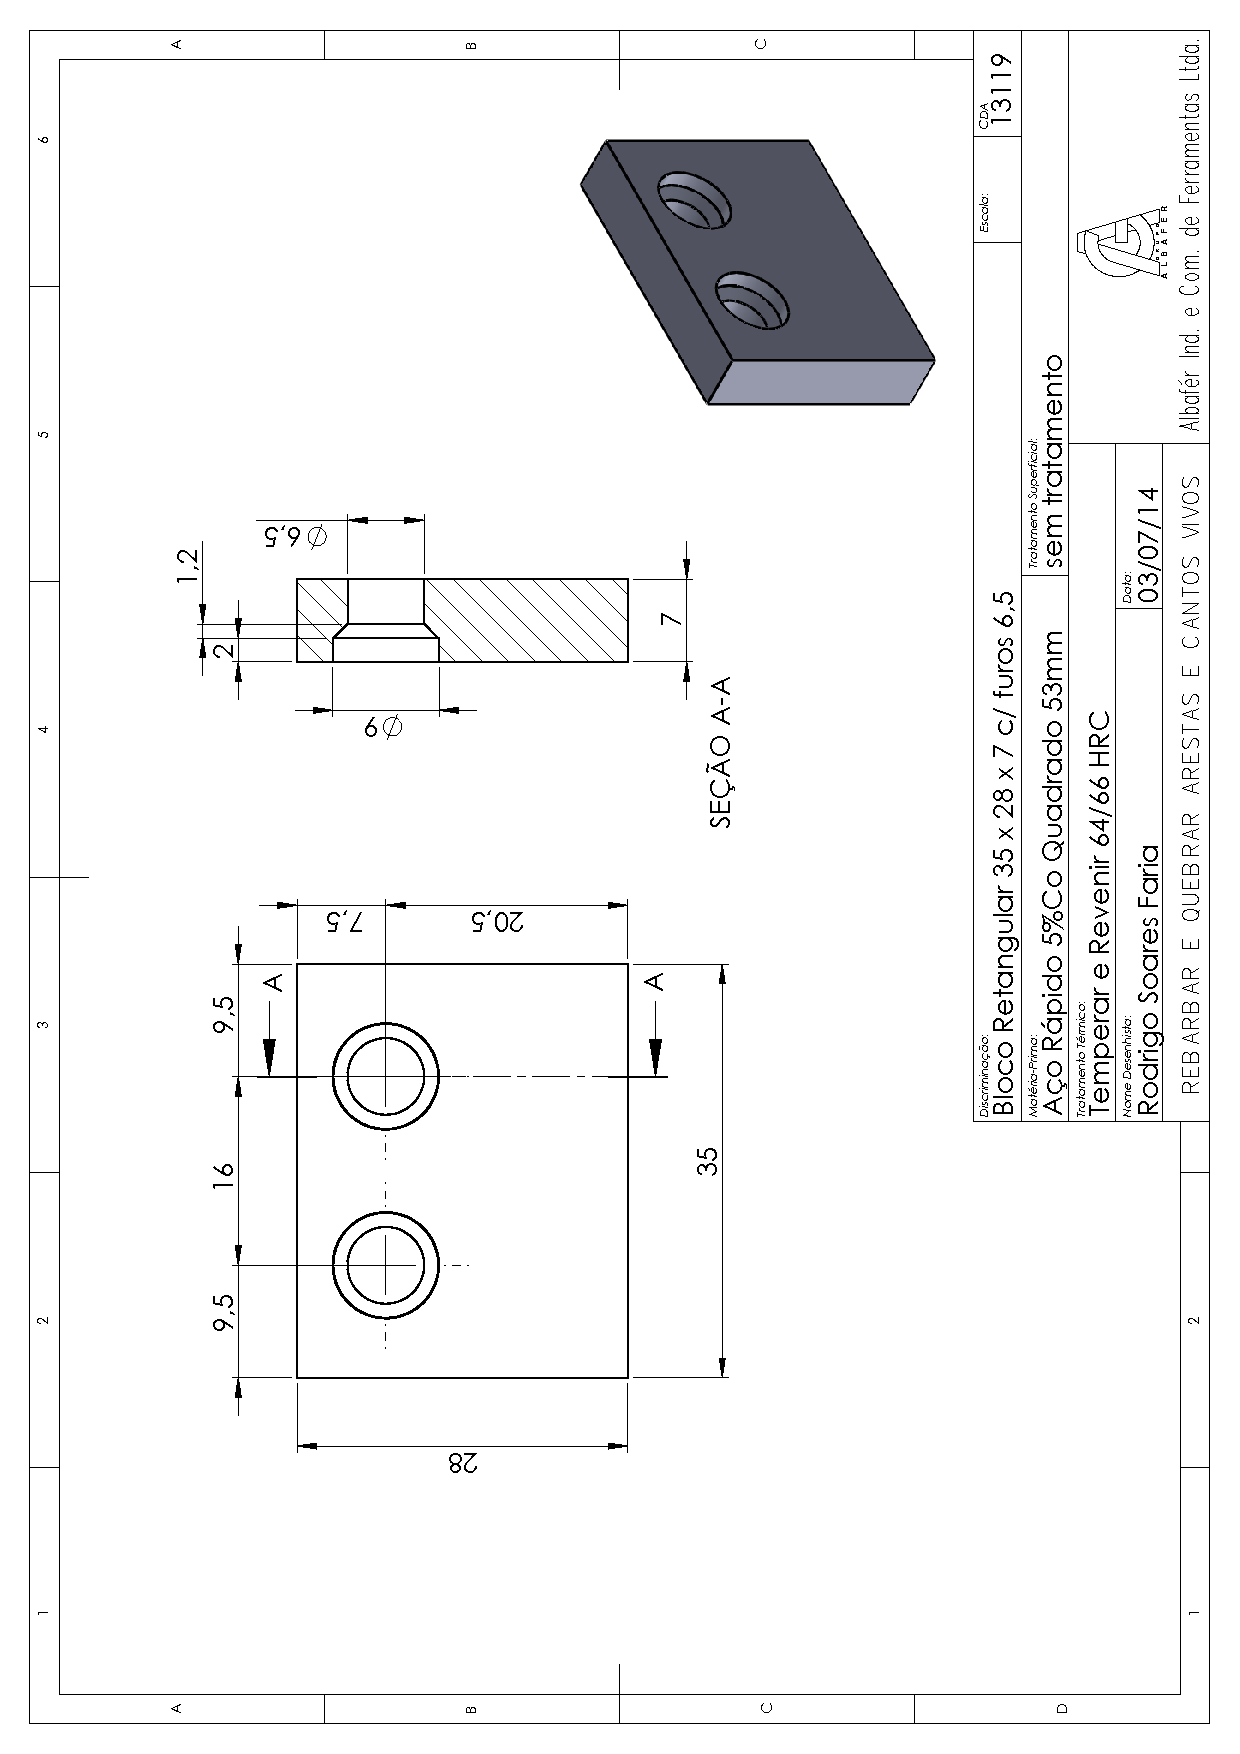 1
2
3
4
5
6
A
B
C
D
A
B
C
1
2
28
9,5
16
9,5
7,5
20,5
35
A
A
2
1,2
Ø 6,5
Ø 9
7
SEÇÃO A-A
Discriminação:
Bloco Retangular 35 x 28 x 7 c/ furos 6,5
Escala:
CDA
13119
Matéria-Prima:
Aço Rápido 5%Co Quadrado 53mm
Tratamento Superficial:
sem tratamento
Tratamento Térmico:
Temperar e Revenir 64/66 HRC
Nome Desenhista:
Rodrigo Soares Faria
Data:
03/07/14
GRUPO
ALBAFER
REBARBAR E QUEBRAR ARESTAS E CANTOS VIVOS
Albafér Ind. e Com. de Ferramentas Ltda.